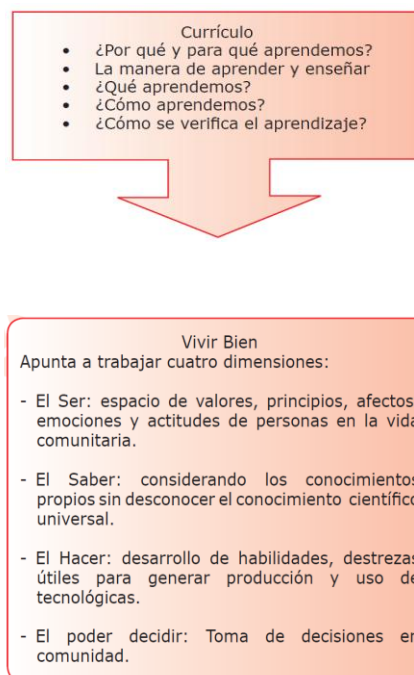 Currículo
• ¿Por qué y para qué aprendemos?
• La manera de aprender y enseñar
• ¿Qué aprendemos?
• ¿Cómo aprendemos?
• ¿Cómo se verifica el aprendizaje?
Vivir Bien
Apunta a trabajar cuatro dimensiones:
- El Ser: espacio de valores, principios, afectos
emociones y actitudes de personas en la vida
comunitaria.
- El Saber: considerando los conocimientos
propios sin desconocer el conocimiento científico
universal.
- El Hacer: desarrollo de habilidades, destrezas
útiles para generar producción y uso de
tecnológicas.
- El poder decidir: Toma de decisiones en
comunidad.